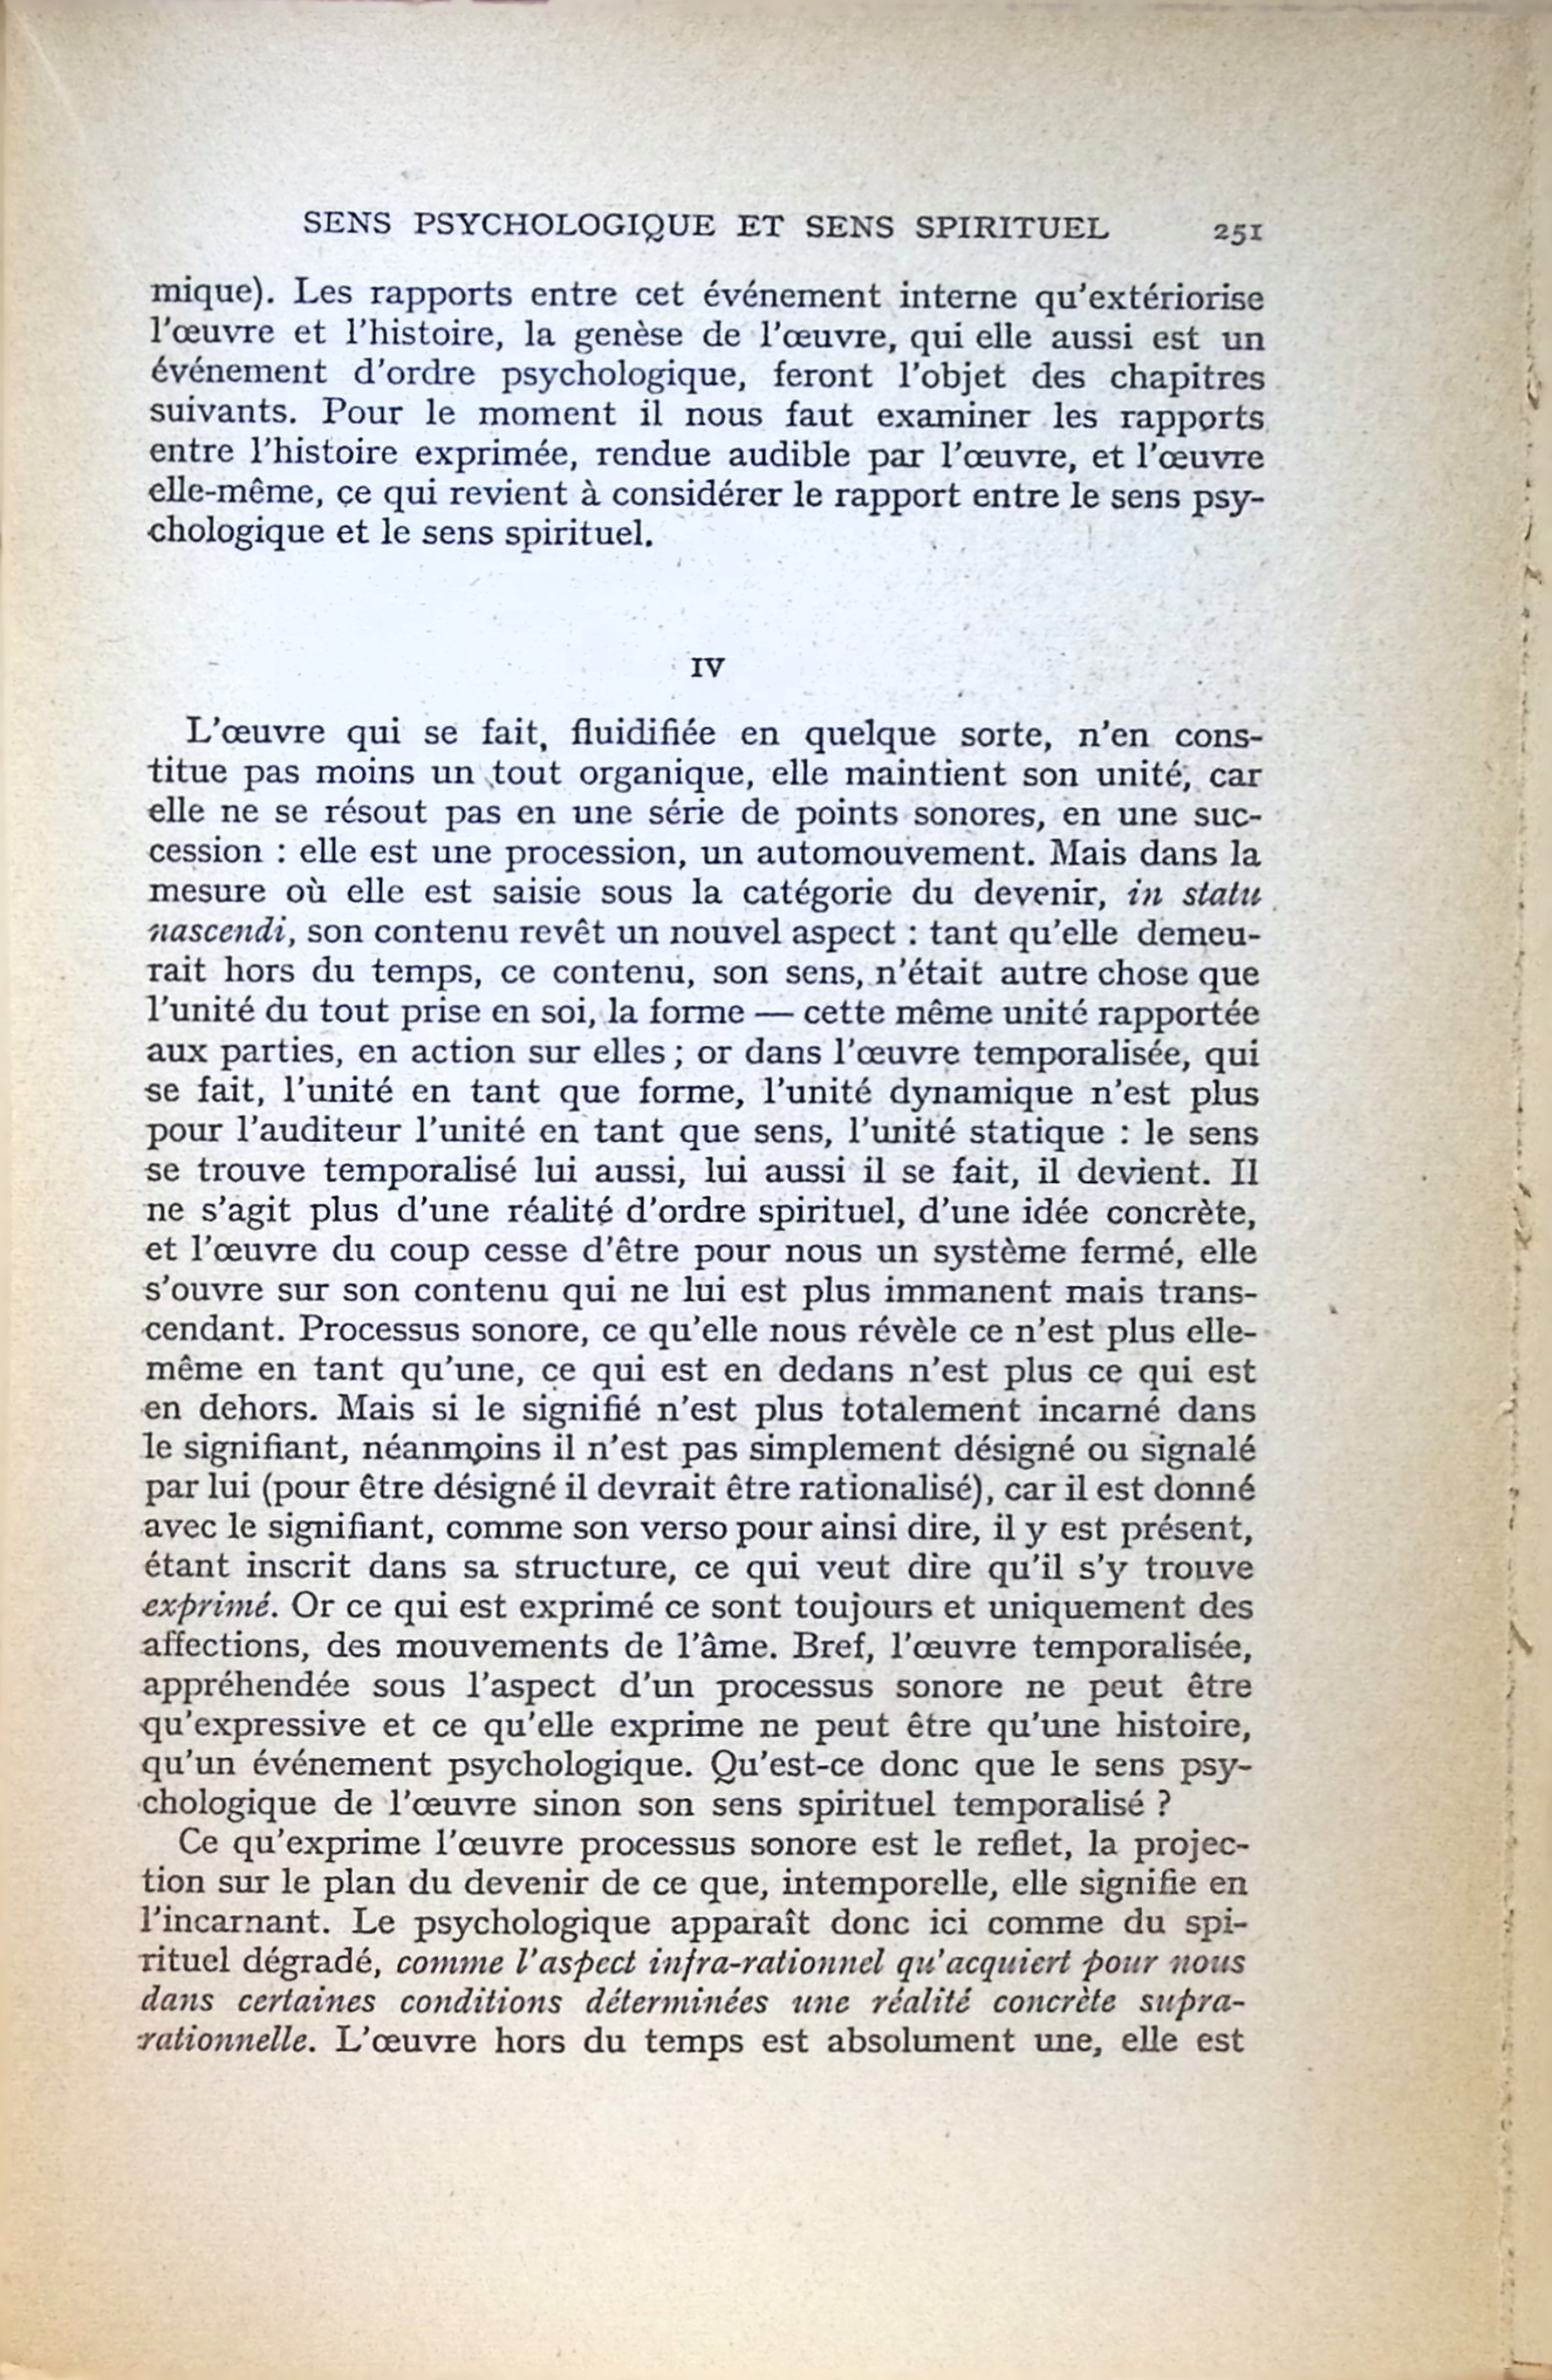 SENS PSYCHOLOGIQUE ET SENS SPIRITUEL 251
mique). Les rapports entre cet événement interne qu'extériorise
l'œuvre et l'histoire, la genèse de l'œuvre, qui elle aussi est un
événement d'ordre psychologique, feront l'objet des chapitres
suivants. Pour le moment il nous faut examiner les rapports
entre l'histoire exprimée, rendue audible par l'œuvre, et l'œuvre
elle-même, ce qui revient à considérer le rapport entre le sens psy-
chologique et le sens spirituel.
IV
L'œuvre qui se fait, fluidifiée en quelque sorte, n'en cons-
titue pas moins un tout organique, elle maintient son unité, car
elle ne se résout pas en une série de points sonores, en une suc-
cession : elle est une procession, un automouvement. Mais dans la
mesure où elle est saisie sous la catégorie du devenir, in statu
nascendi, son contenu revêt un nouvel aspect : tant qu'elle demeu-
rait hors du temps, ce contenu, son sens, n'était autre chose que
l'unité du tout prise en soi, la forme — cette même unité rapportée
aux parties, en action sur elles ; or dans l'œuvre temporalisée, qui
se fait, l'unité en tant que forme, l'unité dynamique n'est plus
pour l'auditeur l'unité en tant que sens, l'unité statique : le sens
se trouve temporalisé lui aussi, lui aussi il se fait, il devient. Il
ne s'agit plus d'une réalité d'ordre spirituel, d'une idée concrète,
et l'œuvre du coup cesse d'être pour nous un système fermé, elle
s'ouvre sur son contenu qui ne lui est plus immanent mais trans-
cendant. Processus sonore, ce qu'elle nous révèle ce n'est plus elle-
même en tant qu'une, ce qui est en dedans n'est plus ce qui est
en dehors. Mais si le signifié n'est plus totalement incarné dans
le signifiant, néanmoins il n'est pas simplement désigné ou signalé
par lui (pour être désigné il devrait être rationalisé), car il est donné
avec le signifiant, comme son verso pour ainsi dire, il y est présent,
étant inscrit dans sa structure, ce qui veut dire qu'il s'y trouve
exprimé. Or ce qui est exprimé ce sont toujours et uniquement des
affections, des mouvements de l'âme. Bref, l'œuvre temporalisée,
appréhendée sous l'aspect d'un processus sonore ne peut être
qu'expressive et ce qu'elle exprime ne peut être qu'une histoire,
qu'un événement psychologique. Qu'est-ce donc que le sens psy-
chologique de l'œuvre sinon son sens spirituel temporalisé ?
Ce qu'exprime l'œuvre processus sonore est le reflet, la projec-
tion sur le plan du devenir de ce que, intemporelle, elle signifie en
l'incarnant. Le psychologique apparaît donc ici comme du spi-
rituel dégradé, comme l'aspect infra-rationnel qu'acquiert pour nous
dans certaines conditions déterminées une réalité concrète supra-
rationnelle. L'œuvre hors du temps est absolument une, elle est